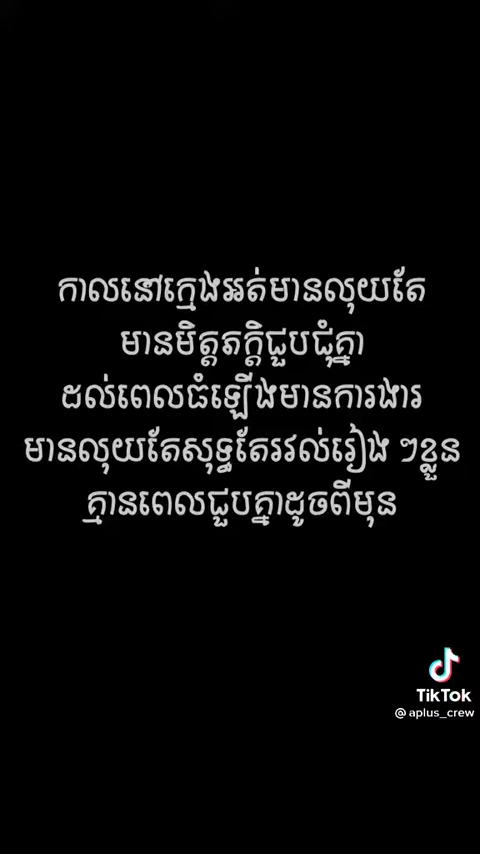 កាលនៅក្មេងអត់មានលុយតែ
មានមិត្តភក្តិជួបជុំគ្នា
ដល់ពេលធំឡើងមានការងារ
មានលុយតែសុទ្ធតែរវល់រៀង ៗខ្លួន
គ្មានពេលជួបគ្នាដូចពីមុន
TikTok
@aplus_crew